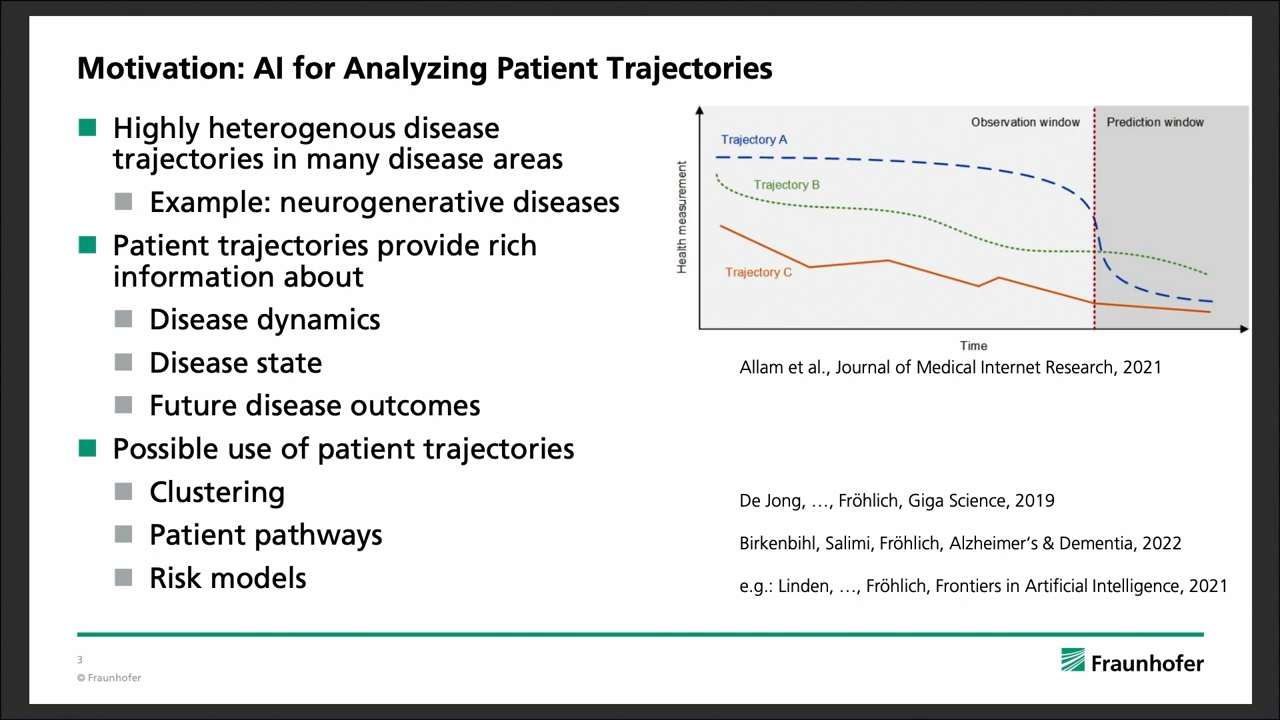 Motivation: AI for Analyzing Patient Trajectories
Highly heterogenous disease
trajectories in many disease areas
Example: neurogenerative diseases
Patient trajectories provide rich
information about
Disease dynamics
Disease state
Future disease outcomes
Possible use of patient trajectories
Clustering
Patient pathways
Risk models
Observation window
Prediction window
Trajectory A
Trajectory B
Trajectory C
Health measurement
Time
Allam et al., Journal of Medical Internet Research, 2021
De Jong, …, Fröhlich, Giga Science, 2019
Birkenbihl, Salimi, Fröhlich, Alzheimer‘s & Dementia, 2022
e.g.: Linden, …, Fröhlich, Frontiers in Artificial Intelligence, 2021
3
© Fraunhofer
Fraunhofer